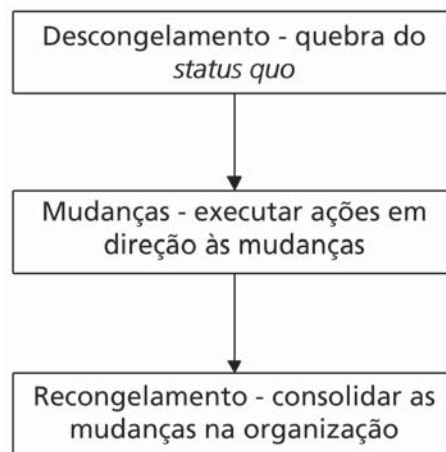 Descongelamento - quebra do
status quo
Mudanças - executar ações em
direção às mudanças
Recongelamento - consolidar as
mudanças na organização